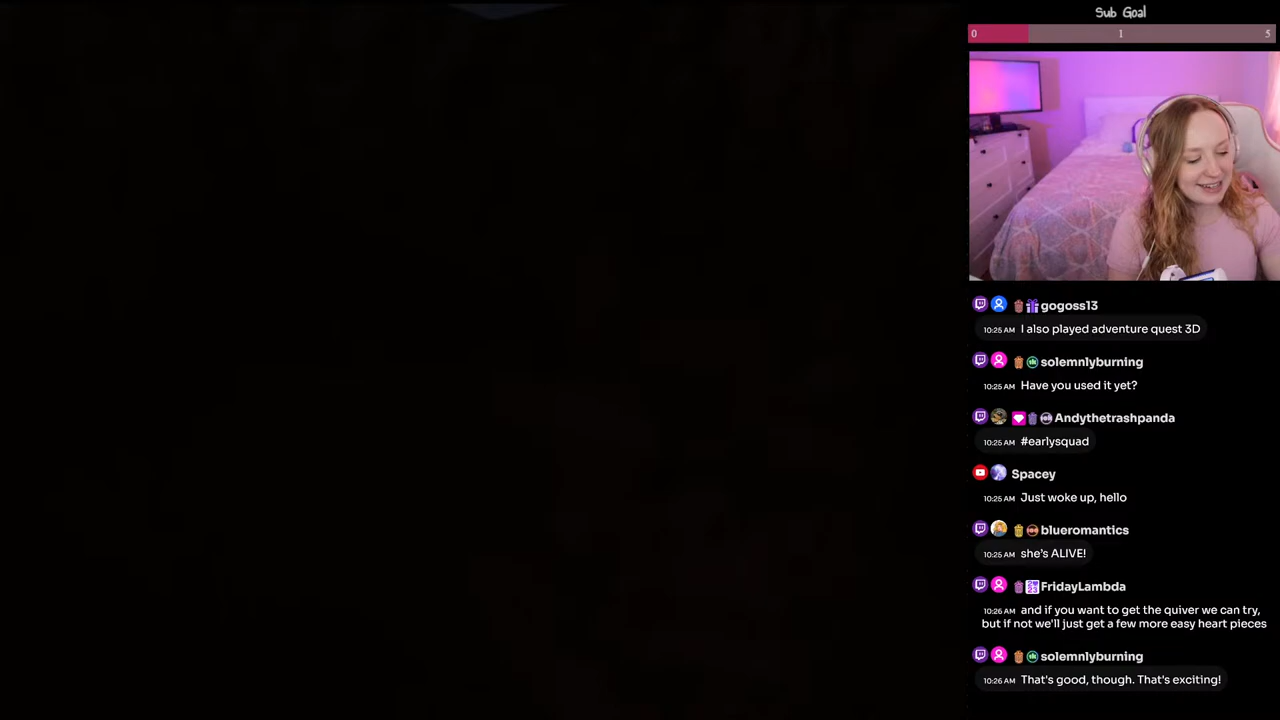 Sub Goal
0 1 5
gogoss13
10:25 AM I also played adventure quest 3D
solemnlyburning
10:25 AM Have you used it yet?
Andythetrashpanda
10:25 AM #earlysquad
Spacey
10:25 AM Just woke up, hello
blueromantics
10:25 AM she's ALIVE!
FridayLambda
10:26 AM and if you want to get the quiver we can try,
but if not we'll just get a few more easy heart pieces
solemnlyburning
10:26 AM That's good, though. That's exciting!